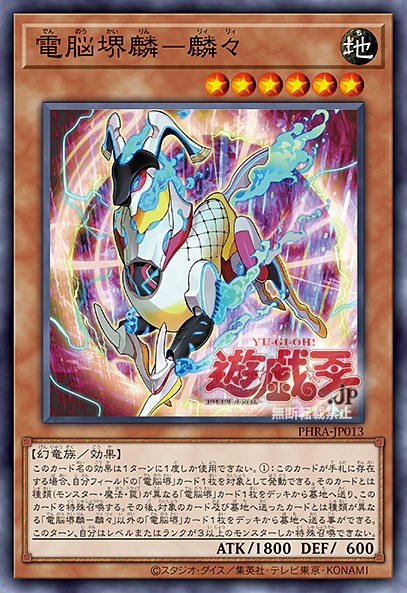 電脳堺麟－麟々
地
YU-GI-OH!
遊戯王.jp
無断転載禁止
PHRA-JP013
【幻竜族／効果】
このカード名の効果は1ターンに1度しか使用できない。①：このカードが手札に存在
する場合、自分フィールドの「電脳堺」カード1枚を対象として発動できる。そのカードとは
種類（モンスター・魔法・罠）が異なる「電脳堺」カード1枚をデッキから墓地へ送り、このカ
ードを特殊召喚する。その後、対象のカード及び墓地へ送ったカードとは種類が異な
る「電脳堺麟－麟々」以外の「電脳堺」カード1枚をデッキから墓地へ送る事ができる。
このターン、自分はレベルまたはランクが3以上のモンスターしか特殊召喚できない。
ATK/1800 DEF/ 600
©スタジオ・ダイス／集英社・テレビ東京・KONAMI